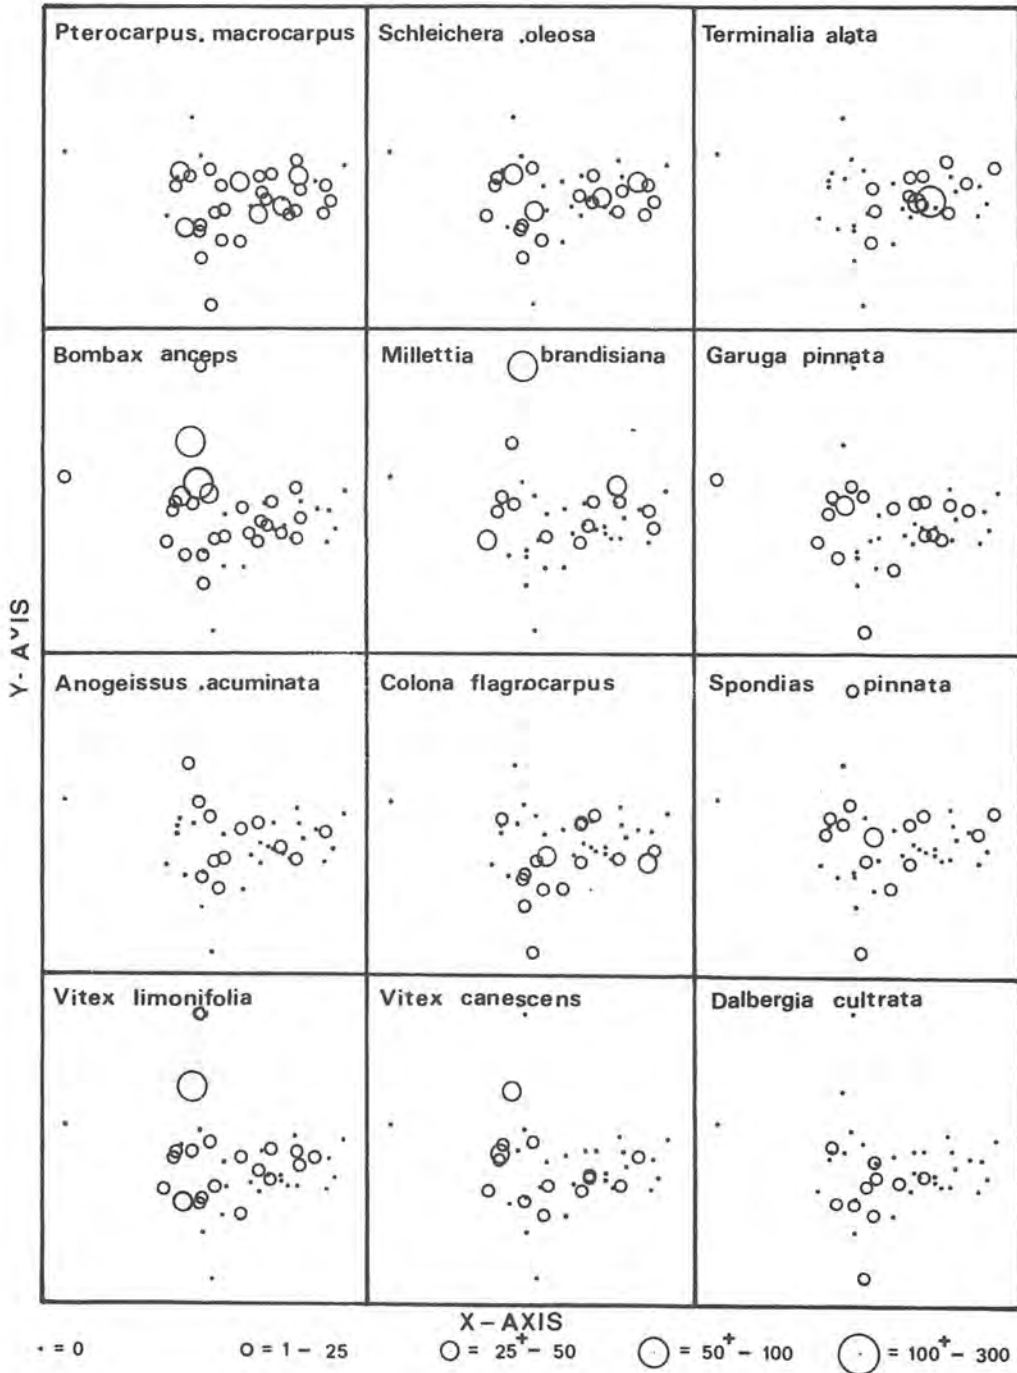 Pterocarpus macrocarpus
Schleichera oleosa
Terminalia alata
Bombax anceps
Millettia brandisiana
Garuga pinnata
Anogeissus acuminata
Colona flagrocarpus
Spondias pinnata
Vitex limonifolia
Vitex canescens
Dalbergia cultrata
Y-AXIS
X-AXIS
= 0
= 1 - 25
= 25+ - 50
= 50+ - 100
= 100+ - 300